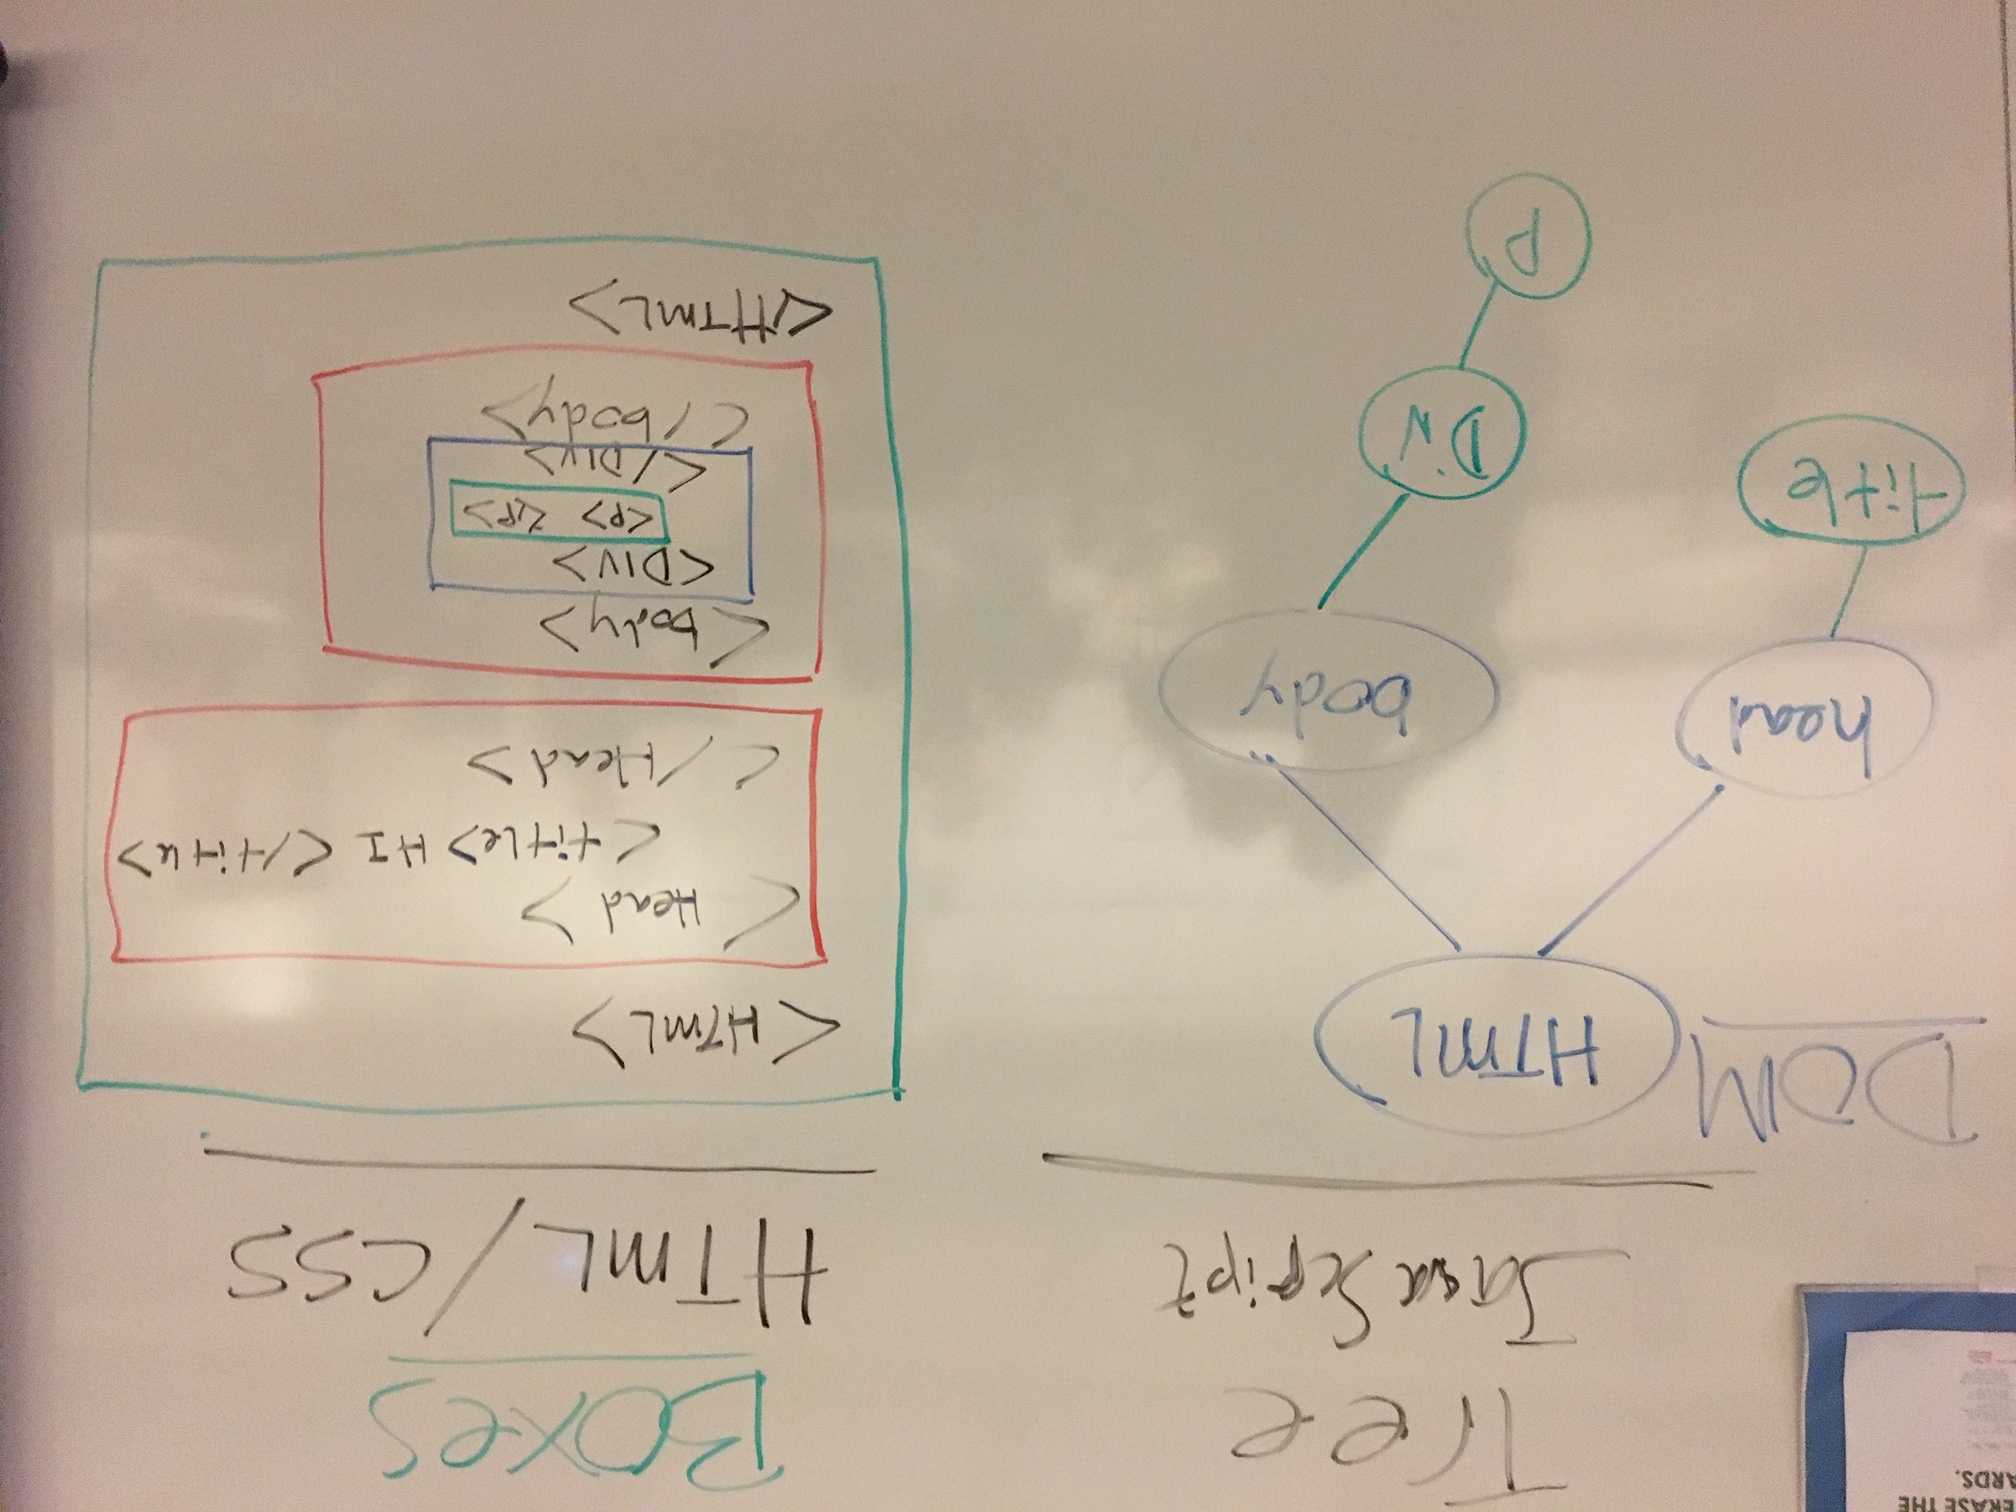 ERASE THE
ARDS.
Tree
JavaScript
DOM
HTML
head
body
title
Div
P
Boxes
HTML/CSS
<HTML>
<Head>
<title> HI </title>
</Head>
<body>
<DIV>
<P> </P>
</DIV>
</body>
</HTML>